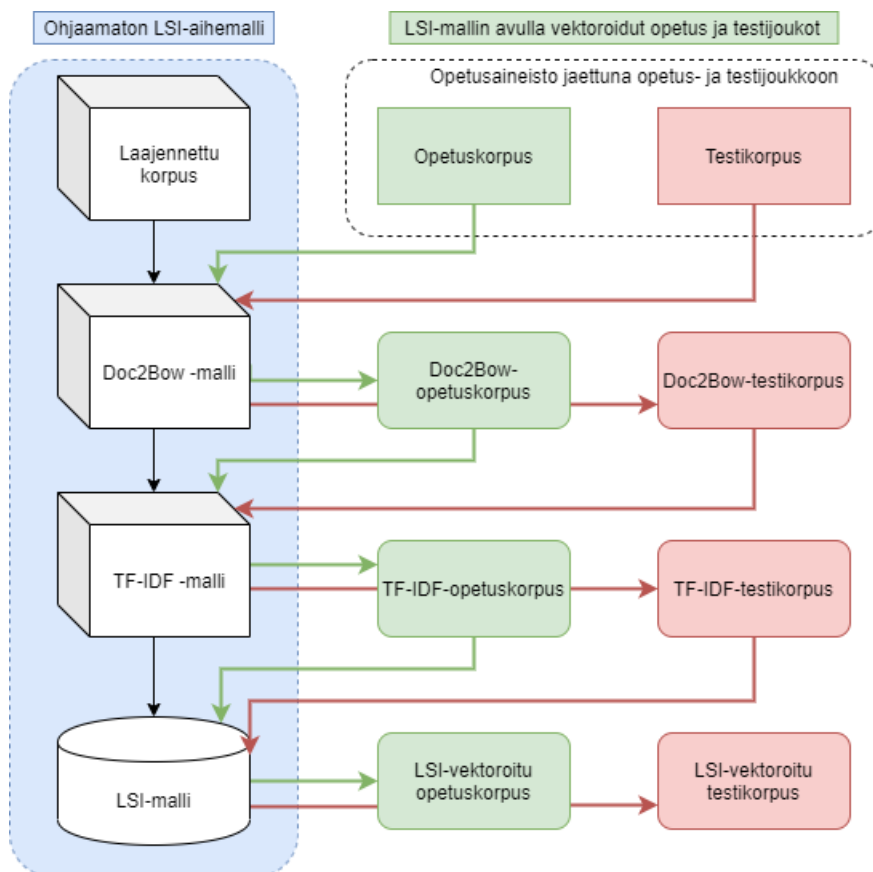 Ohjaamaton LSI-aihemalli
LSI-mallin avulla vektoroidut opetus ja testijoukot
Opetusaineisto jaettuna opetus- ja testijoukkoon
Laajennettu
korpus
Opetuskorpus
Testikorpus
Doc2Bow -malli
Doc2Bow-
opetuskorpus
Doc2Bow-testikorpus
TF-IDF -malli
TF-IDF-opetuskorpus
TF-IDF-testikorpus
LSI-malli
LSI-vektoroitu
opetuskorpus
LSI-vektoroitu
testikorpus